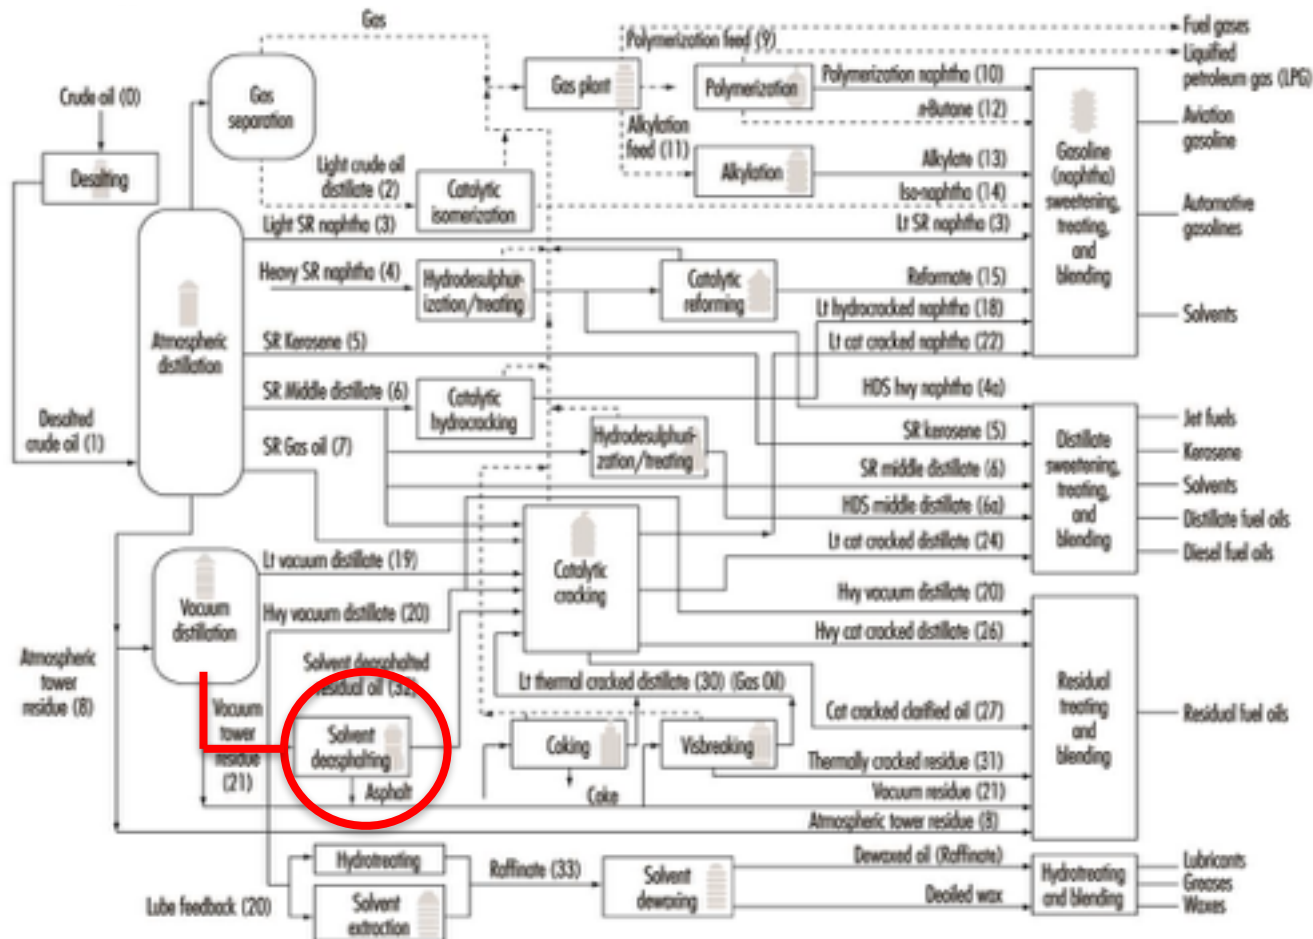 Gas
Fuel gases
Polymerization feed (9)
Liquified
petroleum gas (LPG)
Crude oil (0)
Gas
separation
Gas plant
Polymerization
Polymerization naphtha (10)
n-Butane (12)
Gasoline
(naphtha)
sweetening,
treating,
and
blending
Aviation
gasoline
Desalting
Light crude oil
distillate (2)
Alkylation
feed (11)
Alkylation
Alkylate (13)
Catalytic
isomerization
Iso-naphtha (14)
Automotive
gasolines
Light SR naphtha (3)
Lt SR naphtha (3)
Heavy SR naphtha (4)
Hydrodesulphur-
ization/treating
Catalytic
reforming
Reformate (15)
Lt hydrocracked naphtha (18)
Solvents
Atmospheric
distillation
SR Kerosene (5)
Lt cat cracked naphtha (22)
SR Middle distillate (6)
Catalytic
hydrocracking
HDS hvy naphtha (4a)
Jet fuels
Desalted
crude oil (1)
SR Gas oil (7)
Hydrodesulphuri-
zation/treating
SR kerosene (5)
Distillate
sweetening,
treating,
and
blending
Kerosene
SR middle distillate (6)
Solvents
HDS middle distillate (6a)
Distillate fuel oils
Lt cat cracked distillate (24)
Diesel fuel oils
Lt vacuum distillate (19)
Catalytic
cracking
Vacuum
distillation
Hvy vacuum distillate (20)
Hvy vacuum distillate (20)
Hvy cat cracked distillate (26)
Atmospheric
tower
residue (8)
Solvent deasphalted
residual oil (32)
Lt thermal cracked distillate (30) (Gas Oil)
Residual
treating
and
blending
Vacuum
tower
residue
(21)
Solvent
deasphalting
Coking
Visbreaking
Cat cracked clarified oil (27)
Residual fuel oils
Thermally cracked residue (31)
Asphalt
Coke
Vacuum residue (21)
Atmospheric tower residue (8)
Hydrotreating
Raffinate (33)
Solvent
dewaxing
Dewaxed oil (Raffinate)
Hydrotreating
and blending
Lubricants
Greases
Waxes
Lube feedback (20)
Solvent
extraction
Deoiled wax